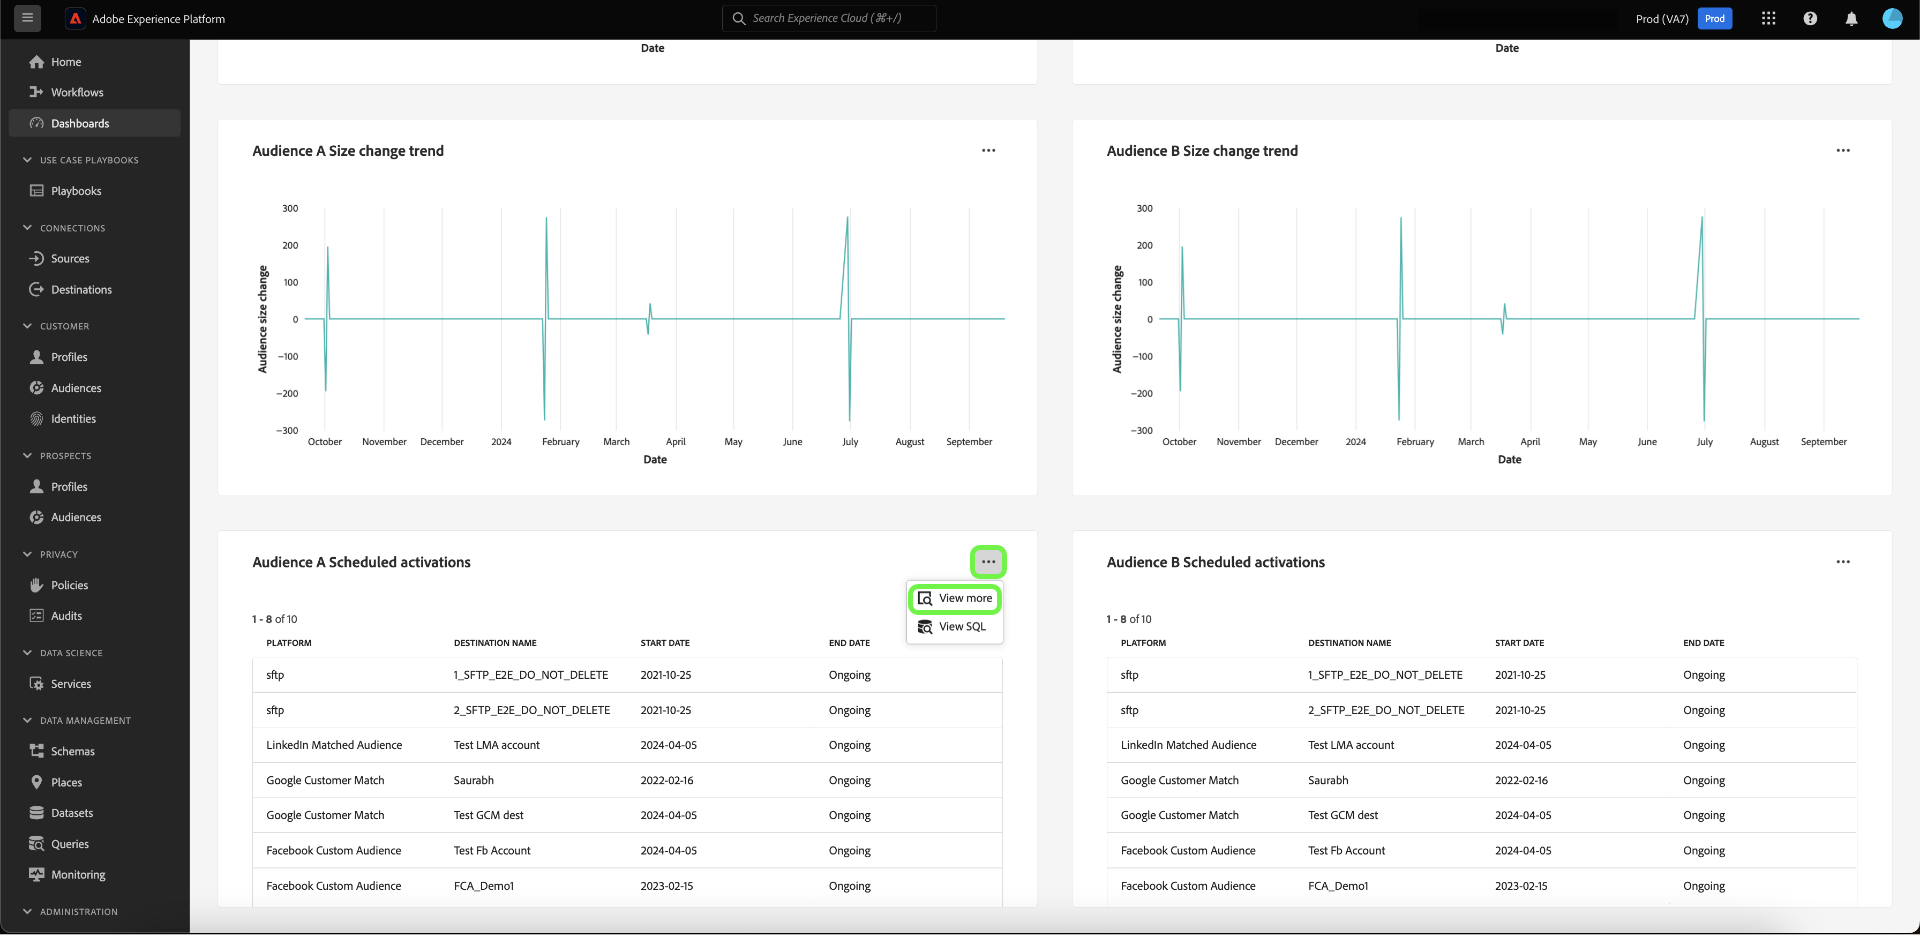 Adobe Experience Platform
Search Experience Cloud (⌘+/)
Prod (VA7) Prod
Home
Workflows
Dashboards
USE CASE PLAYBOOKS
Playbooks
CONNECTIONS
Sources
Destinations
CUSTOMER
Profiles
Audiences
Identities
PROSPECTS
Profiles
Audiences
PRIVACY
Policies
Audits
DATA SCIENCE
Services
DATA MANAGEMENT
Schemas
Places
Datasets
Queries
Monitoring
ADMINISTRATION
Date
Date
Audience A Size change trend
Audience size change
300
200
100
0
−100
−200
−300
October November December 2024 February March April May June July August September
Date
Audience B Size change trend
Audience size change
300
200
100
0
−100
−200
−300
October November December 2024 February March April May June July August September
Date
Audience A Scheduled activations
View more
View SQL
1 - 8 of 10
PLATFORM DESTINATION NAME START DATE END DATE
sftp 1_SFTP_E2E_DO_NOT_DELETE 2021-10-25 Ongoing
sftp 2_SFTP_E2E_DO_NOT_DELETE 2021-10-25 Ongoing
LinkedIn Matched Audience Test LMA account 2024-04-05 Ongoing
Google Customer Match Saurabh 2022-02-16 Ongoing
Google Customer Match Test GCM dest 2024-04-05 Ongoing
Facebook Custom Audience Test Fb Account 2024-04-05 Ongoing
Facebook Custom Audience FCA_Demo1 2023-02-15 Ongoing
Audience B Scheduled activations
1 - 8 of 10
PLATFORM DESTINATION NAME START DATE END DATE
sftp 1_SFTP_E2E_DO_NOT_DELETE 2021-10-25 Ongoing
sftp 2_SFTP_E2E_DO_NOT_DELETE 2021-10-25 Ongoing
LinkedIn Matched Audience Test LMA account 2024-04-05 Ongoing
Google Customer Match Saurabh 2022-02-16 Ongoing
Google Customer Match Test GCM dest 2024-04-05 Ongoing
Facebook Custom Audience Test Fb Account 2024-04-05 Ongoing
Facebook Custom Audience FCA_Demo1 2023-02-15 Ongoing